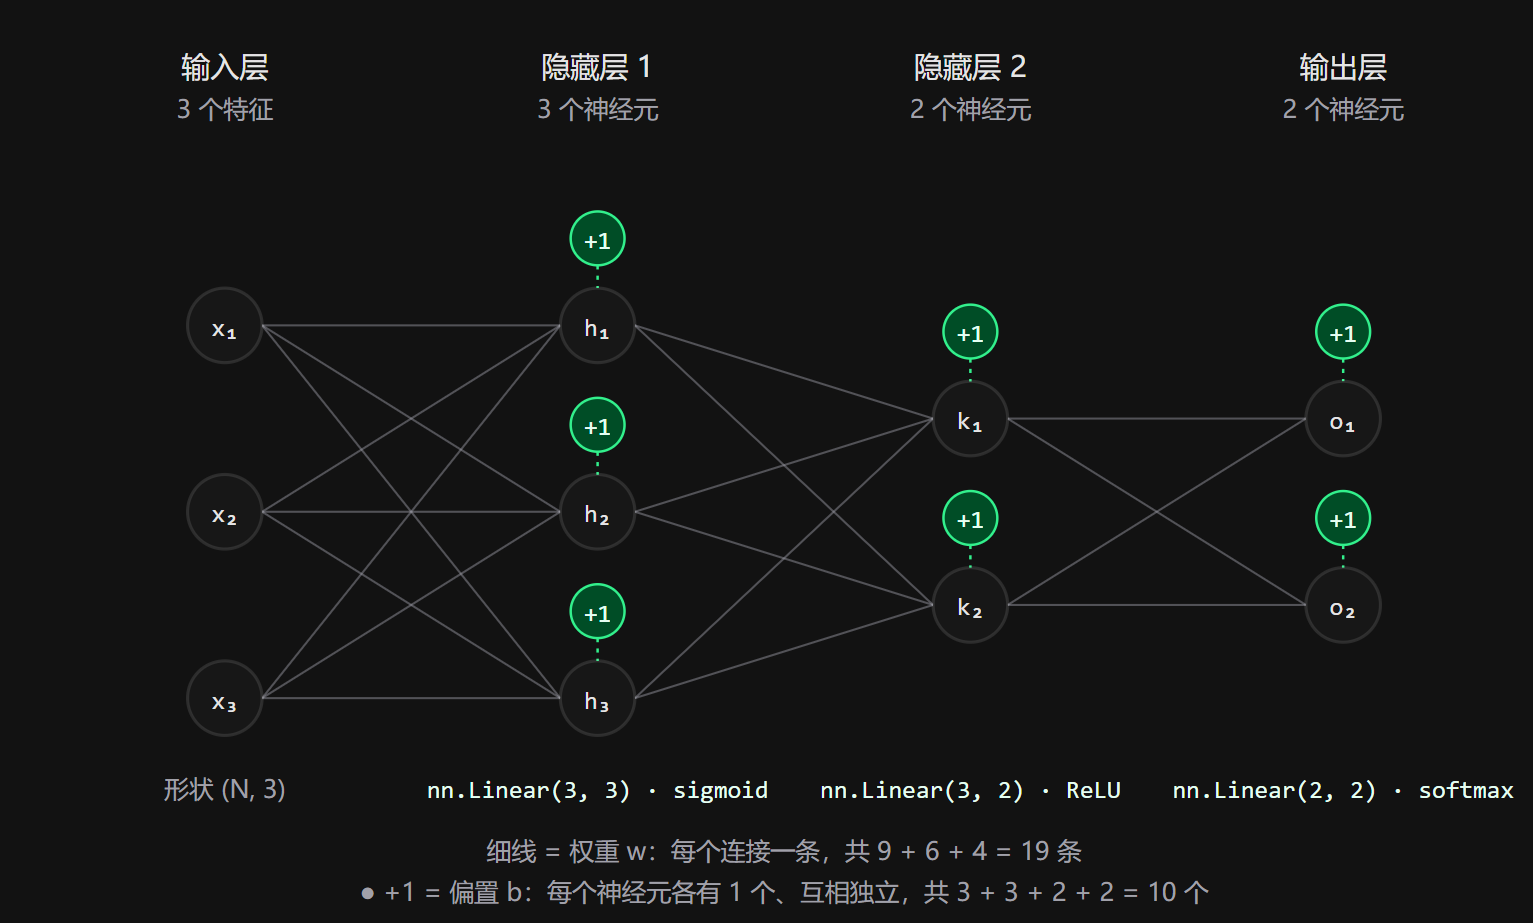 输入层
3 个特征
隐藏层 1
3 个神经元
隐藏层 2
2 个神经元
输出层
2 个神经元
+1
x₁
h₁
+1
+1
+1
k₁
o₁
x₂
h₂
+1
+1
+1
k₂
o₂
x₃
h₃
形状 (N, 3)
nn.Linear(3, 3) · sigmoid
nn.Linear(3, 2) · ReLU
nn.Linear(2, 2) · softmax
细线 = 权重 w：每个连接一条，共 9 + 6 + 4 = 19 条
● +1 = 偏置 b：每个神经元各有 1 个、互相独立，共 3 + 3 + 2 + 2 = 10 个